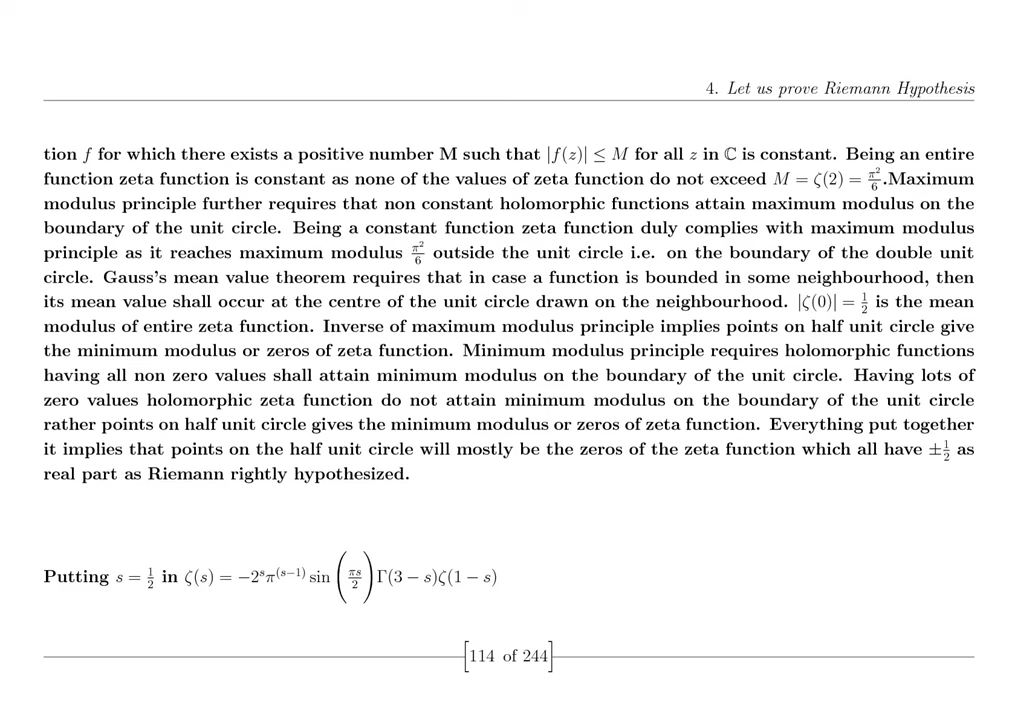 4. Let us prove Riemann Hypothesis
tion f for which there exists a positive number M such that |f(z)| ≤ M for all z in ℂ is constant. Being an entire
function zeta function is constant as none of the values of zeta function do not exceed M = ζ(2) = π²/6.Maximum
modulus principle further requires that non constant holomorphic functions attain maximum modulus on the
boundary of the unit circle. Being a constant function zeta function duly complies with maximum modulus
principle as it reaches maximum modulus π²/6 outside the unit circle i.e. on the boundary of the double unit
circle. Gauss's mean value theorem requires that in case a function is bounded in some neighbourhood, then
its mean value shall occur at the centre of the unit circle drawn on the neighbourhood. |ζ(0)| = 1/2 is the mean
modulus of entire zeta function. Inverse of maximum modulus principle implies points on half unit circle give
the minimum modulus or zeros of zeta function. Minimum modulus principle requires holomorphic functions
having all non zero values shall attain minimum modulus on the boundary of the unit circle. Having lots of
zero values holomorphic zeta function do not attain minimum modulus on the boundary of the unit circle
rather points on half unit circle gives the minimum modulus or zeros of zeta function. Everything put together
it implies that points on the half unit circle will mostly be the zeros of the zeta function which all have ±1/2 as
real part as Riemann rightly hypothesized.
Putting s = 1/2 in ζ(s) = −2^s π^(s−1) sin(πs/2)Γ(3 − s)ζ(1 − s)
[114 of 244]